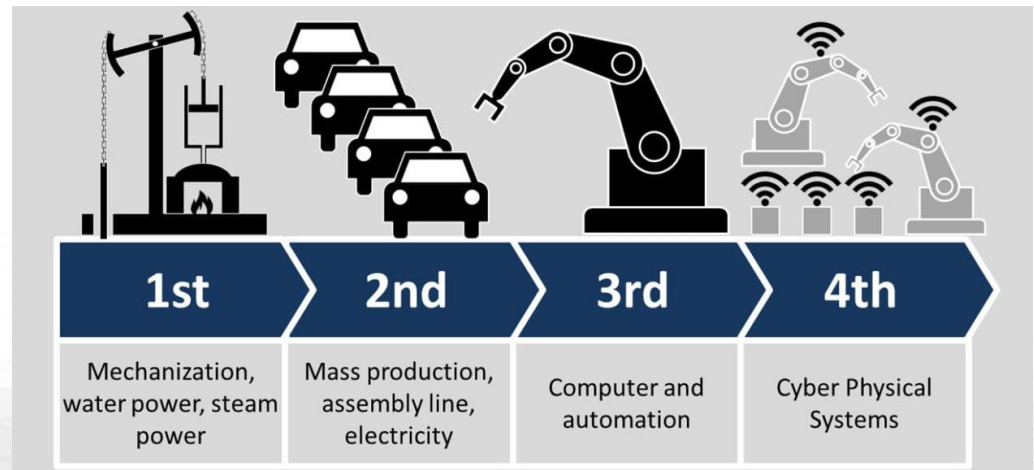 1st
2nd
3rd
4th
Mechanization,
water power, steam
power
Mass production,
assembly line,
electricity
Computer and
automation
Cyber Physical
Systems